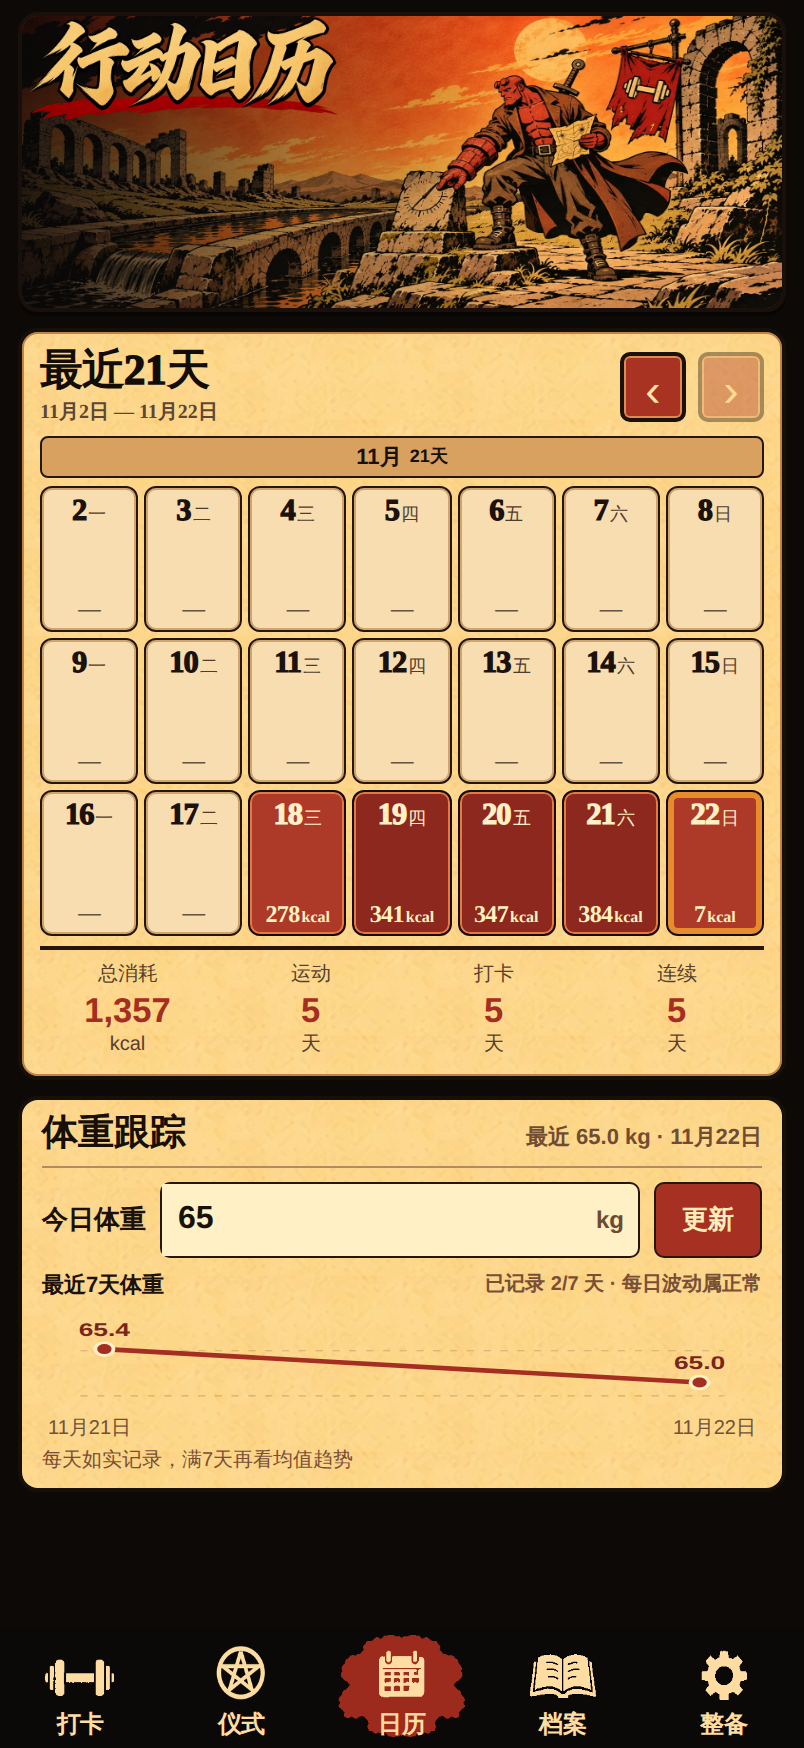 行动日历
最近21天
11月2日 — 11月22日
‹ ›
11月 21天
2一 3二 4三 5四 6五 7六 8日
— — — — — — —
9一 10二 11三 12四 13五 14六 15日
— — — — — — —
16一 17二 18三 19四 20五 21六 22日
— — 278kcal 341kcal 347kcal 384kcal 7kcal
总消耗 运动 打卡 连续
1,357 5 5 5
kcal 天 天 天
体重跟踪 最近 65.0 kg · 11月22日
今日体重 65 kg 更新
最近7天体重 已记录 2/7 天 · 每日波动属正常
65.4
65.0
11月21日 11月22日
每天如实记录，满7天再看均值趋势
打卡 仪式 日历 档案 整备